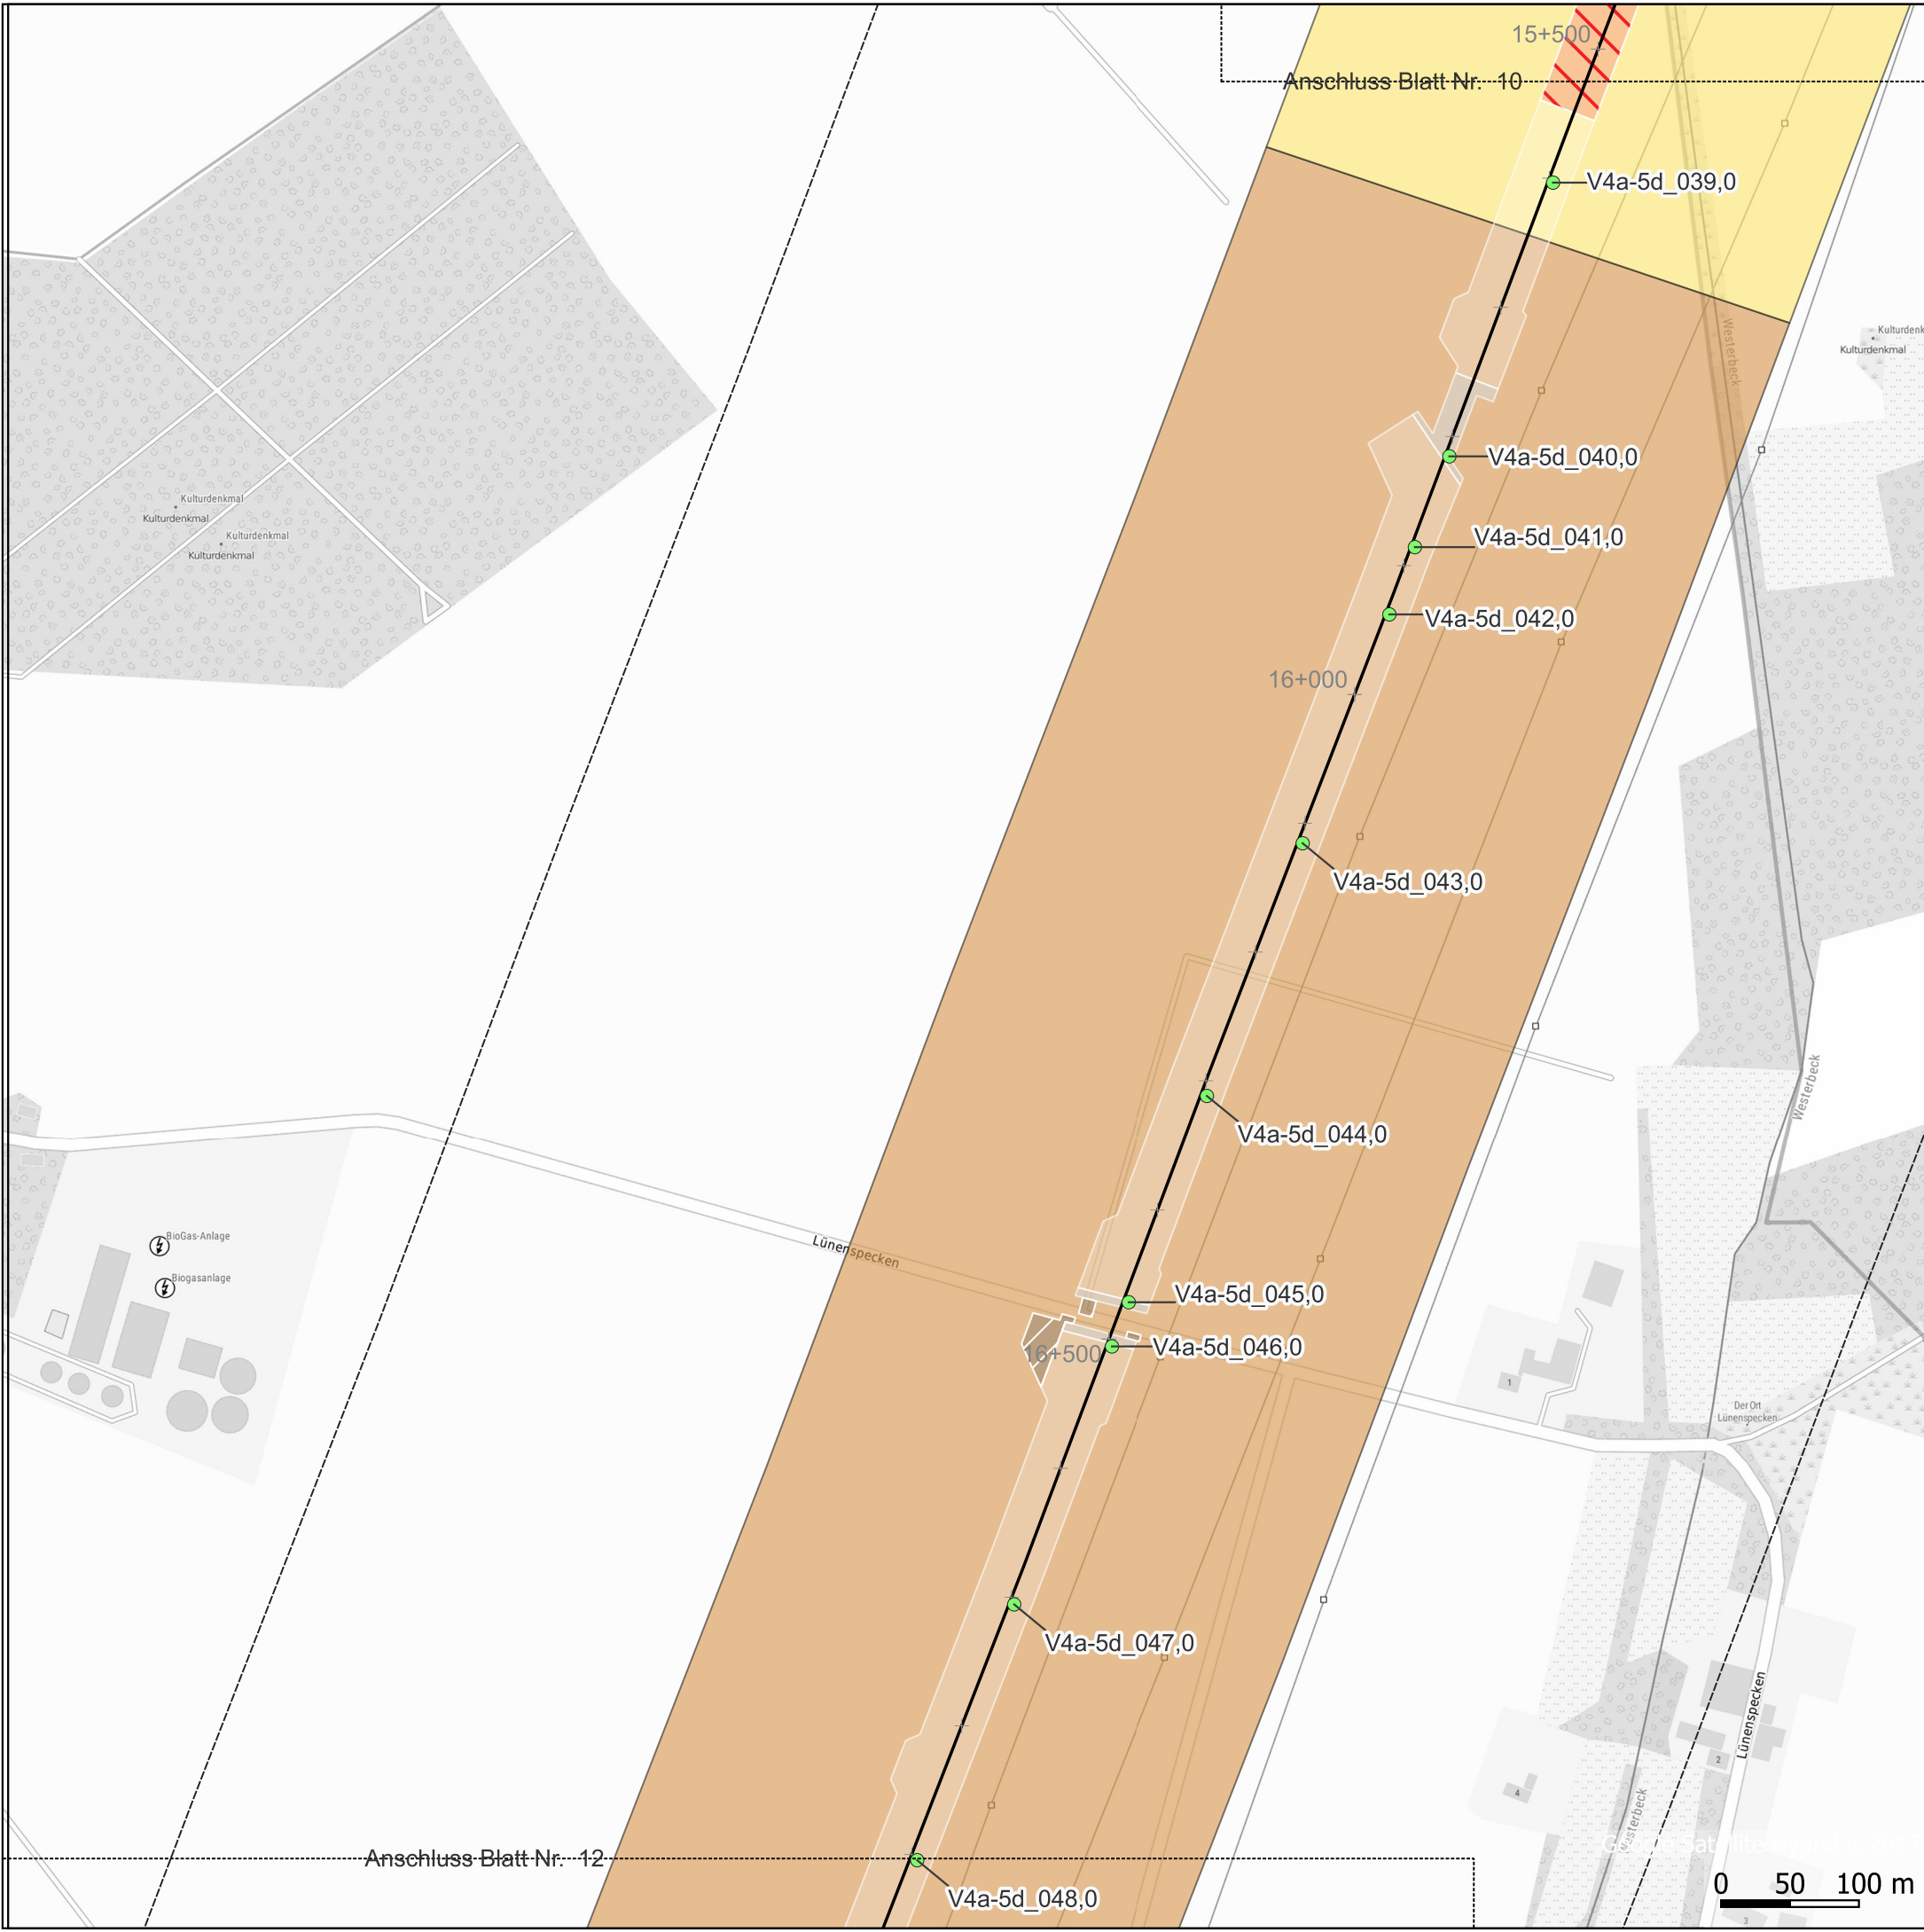 15+500
Anschluss Blatt Nr. 10
V4a-5d_039,0
Westerbeck
Kulturdenkmal
V4a-5d_040,0
Kulturdenkmal
Kulturdenkmal
Kulturdenkmal
Kulturdenkmal
V4a-5d_041,0
V4a-5d_042,0
16+000
V4a-5d_043,0
Westerbeck
V4a-5d_044,0
BioGas-Anlage
Lünenspecken
Biogasanlage
V4a-5d_045,0
V4a-5d_046,0
16+500
1
Der Ort
Lünenspecken
V4a-5d_047,0
Lünenspecken
2
4
Anschluss Blatt Nr. 12
V4a-5d_048,0
0 50 100 m
3